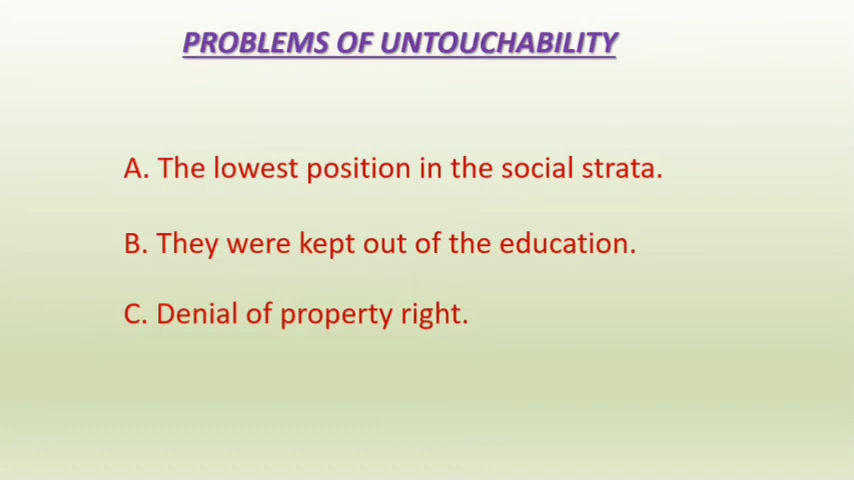 PROBLEMS OF UNTOUCHABILITY
A. The lowest position in the social strata.
B. They were kept out of the education.
C. Denial of property right.